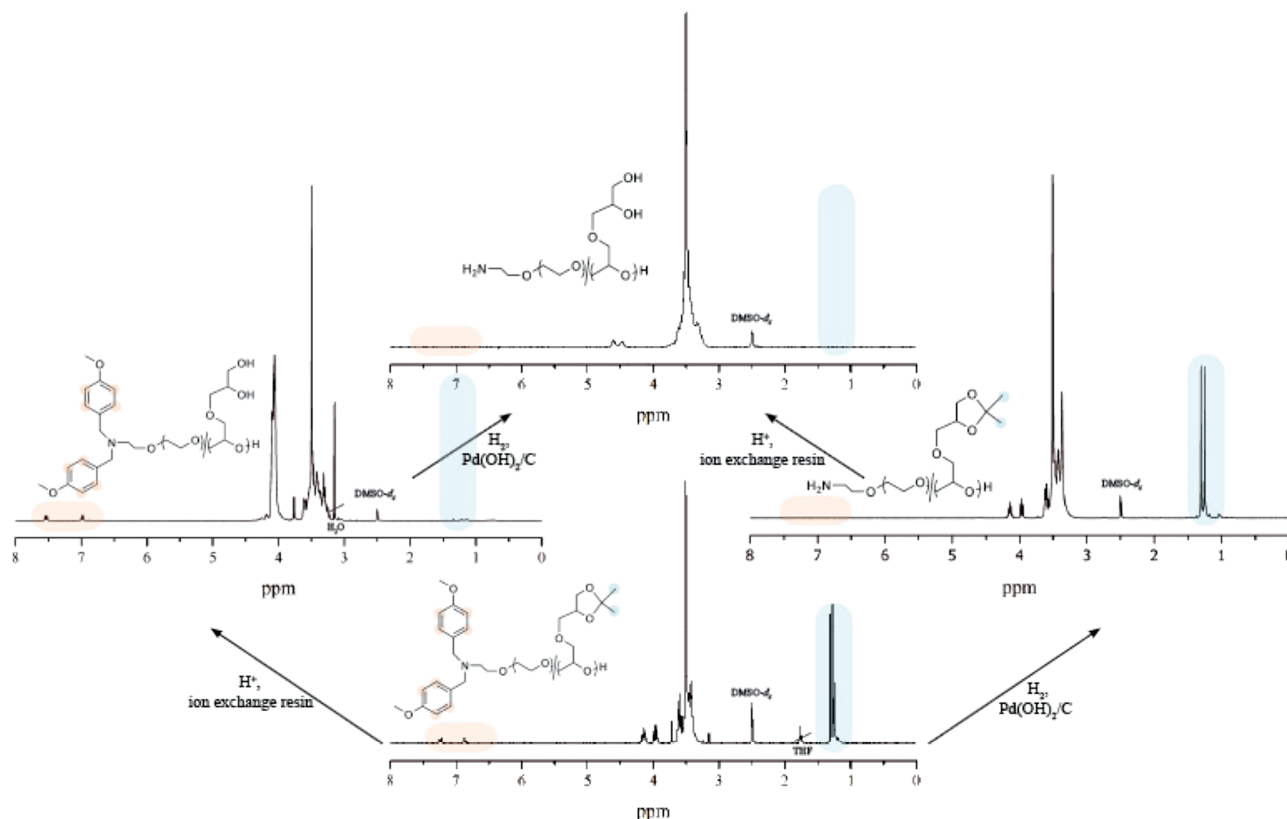 OH
OH
O
H₂N O ( O )//( O ) H
DMSO-d₆
8 7 6 5 4 3 2 1 0
ppm
O
OH
OH
O
N O ( O )//( O ) H
O
DMSO-d₆
H₂O
8 7 6 5 4 3 2 1 0
ppm
H₂,
Pd(OH)₂/C
H⁺,
ion exchange resin
O
O
O
H₂N O ( O )//( O ) H
DMSO-d₆
8 7 6 5 4 3 2 1 0
ppm
O
O
O
O
N O ( O )//( O ) H
O
DMSO-d₆
THF
8 7 6 5 4 3 2 1 0
ppm
H⁺,
ion exchange resin
H₂,
Pd(OH)₂/C